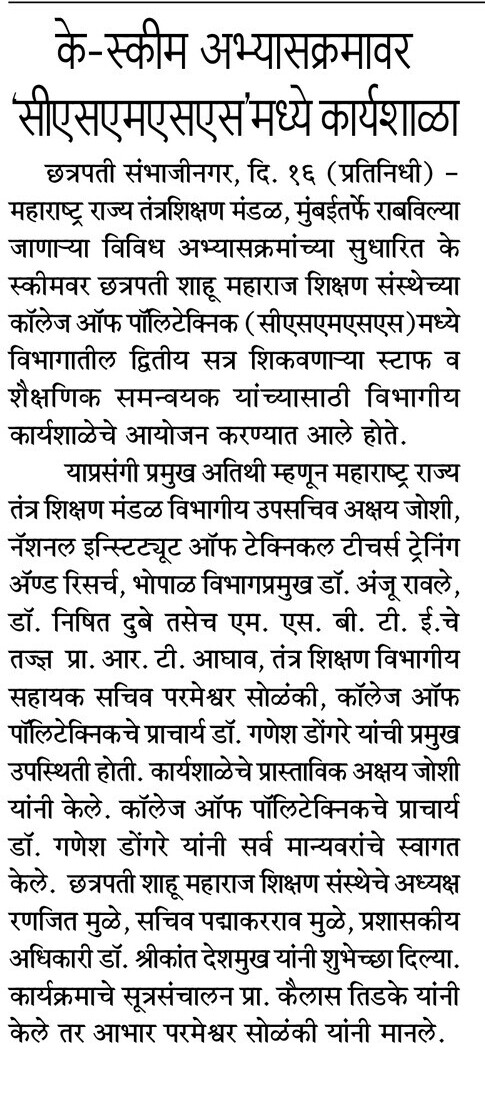 के-स्कीम अभ्यासक्रमावर
'सीएसएमएसएस'मध्ये कार्यशाळा
छत्रपती संभाजीनगर, दि. १६ (प्रतिनिधी) –
महाराष्ट्र राज्य तंत्रशिक्षण मंडळ, मुंबईतर्फे राबविल्या
जाणाऱ्या विविध अभ्यासक्रमांच्या सुधारित के
स्कीमवर छत्रपती शाहू महाराज शिक्षण संस्थेच्या
कॉलेज ऑफ पॉलिटेक्निक (सीएसएमएसएस)मध्ये
विभागातील द्वितीय सत्र शिकवणाऱ्या स्टाफ व
शैक्षणिक समन्वयक यांच्यासाठी विभागीय
कार्यशाळेचे आयोजन करण्यात आले होते.
याप्रसंगी प्रमुख अतिथी म्हणून महाराष्ट्र राज्य
तंत्र शिक्षण मंडळ विभागीय उपसचिव अक्षय जोशी,
नॅशनल इन्स्टिट्यूट ऑफ टेक्निकल टीचर्स ट्रेनिंग
अॅण्ड रिसर्च, भोपाळ विभागप्रमुख डॉ. अंजू रावले,
डॉ. निषित दुबे तसेच एम. एस. बी. टी. ई.चे
तज्ज्ञ प्रा. आर. टी. आघाव, तंत्र शिक्षण विभागीय
सहायक सचिव परमेश्वर सोळंकी, कॉलेज ऑफ
पॉलिटेक्निकचे प्राचार्य डॉ. गणेश डोंगरे यांची प्रमुख
उपस्थिती होती. कार्यशाळेचे प्रास्ताविक अक्षय जोशी
यांनी केले. कॉलेज ऑफ पॉलिटेक्निकचे प्राचार्य
डॉ. गणेश डोंगरे यांनी सर्व मान्यवरांचे स्वागत
केले. छत्रपती शाहू महाराज शिक्षण संस्थेचे अध्यक्ष
रणजित मुळे, सचिव पद्माकरराव मुळे, प्रशासकीय
अधिकारी डॉ. श्रीकांत देशमुख यांनी शुभेच्छा दिल्या.
कार्यक्रमाचे सूत्रसंचालन प्रा. कैलास तिडके यांनी
केले तर आभार परमेश्वर सोळंकी यांनी मानले.